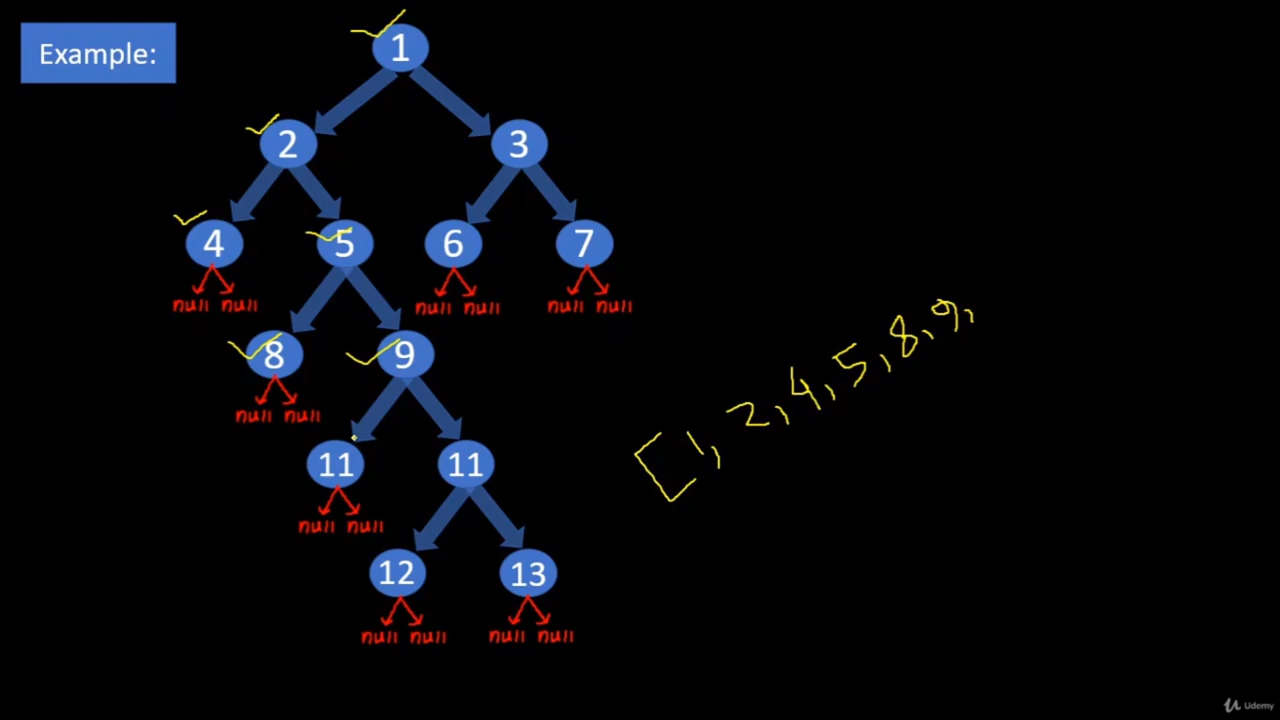 Example:
1
2 3
4 5 6 7
null null null null null null
8 9
null null
11 11
null null
12 13
null null null null
[1, 2, 4, 5, 8, 9,
Udemy